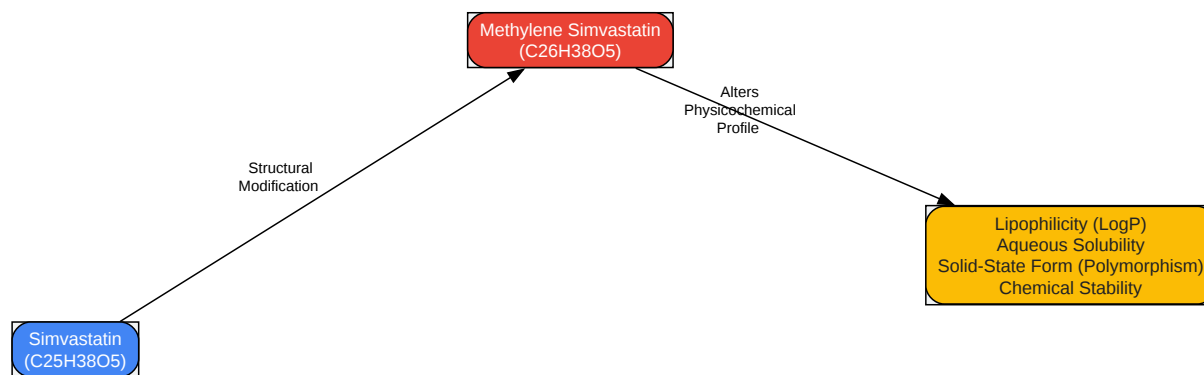 Methylene Simvastatin
(C26H38O5)
Alters
Physicochemical
Profile
Structural
Modification
Lipophilicity (LogP)
Aqueous Solubility
Solid-State Form (Polymorphism)
Chemical Stability
Simvastatin
(C25H38O5)